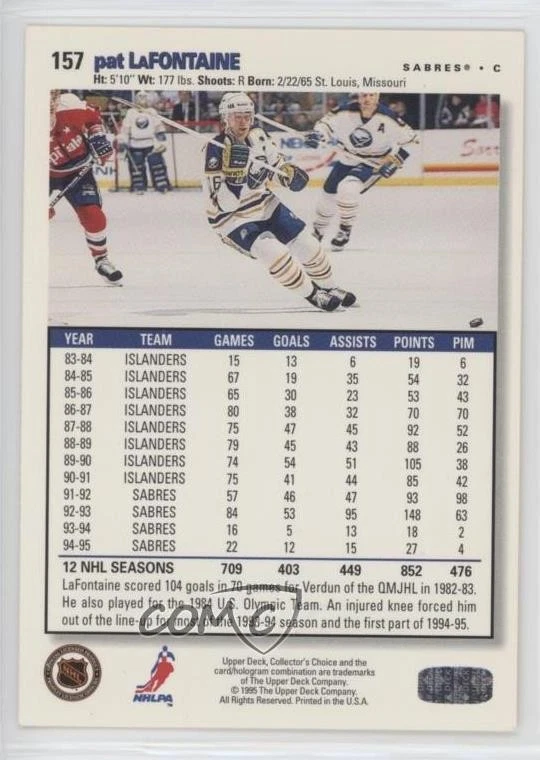 157 pat LaFONTAINE
SABRES® • C
Ht: 5'10" Wt: 177 lbs. Shoots: R Born: 2/22/65 St. Louis, Missouri
16
A
YEAR TEAM GAMES GOALS ASSISTS POINTS PIM
83-84 ISLANDERS 15 13 6 19 6
84-85 ISLANDERS 67 19 35 54 32
85-86 ISLANDERS 65 30 23 53 43
86-87 ISLANDERS 80 38 32 70 70
87-88 ISLANDERS 75 47 45 92 52
88-89 ISLANDERS 79 45 43 88 26
89-90 ISLANDERS 74 54 51 105 38
90-91 ISLANDERS 75 41 44 85 42
91-92 SABRES 57 46 47 93 98
92-93 SABRES 84 53 95 148 63
93-94 SABRES 16 5 13 18 2
94-95 SABRES 22 12 15 27 4
12 NHL SEASONS 709 403 449 852 476
LaFontaine scored 104 goals in 70 games for Verdun of the QMJHL in 1982-83.
He also played for the 1984 U.S. Olympic Team. An injured knee forced him
out of the line-up for most of the 1993-94 season and the first part of 1994-95.
COMC
NHL
NHLPA
Upper Deck, Collector's Choice and the
card/hologram combination are trademarks
of The Upper Deck Company.
© 1995 The Upper Deck Company.
All Rights Reserved. Printed in the U.S.A.